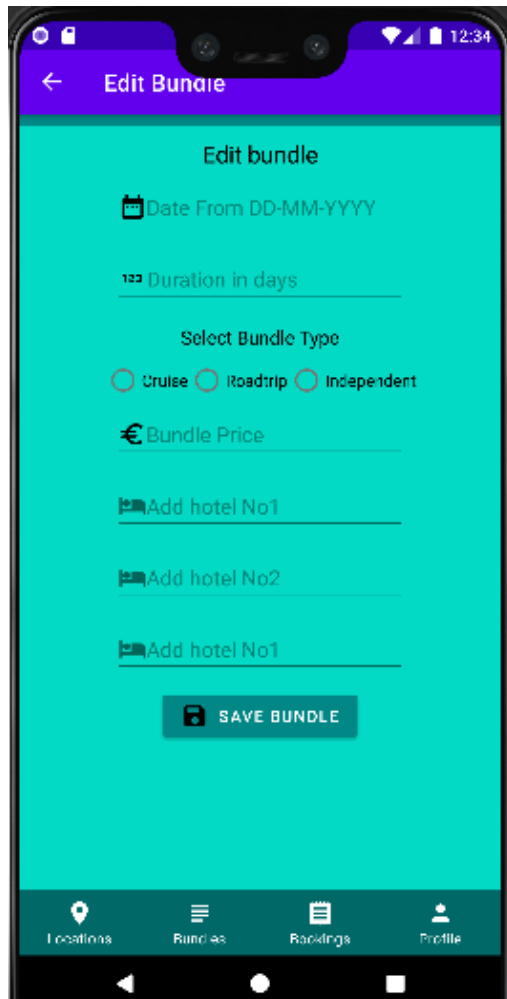 12:34
Edit Bundle
Edit bundle
Date From DD-MM-YYYY
123 Duration in days
Select Bundle Type
Cruise Roadtrip Independent
€ Bundle Price
Add hotel No1
Add hotel No2
Add hotel No1
SAVE BUNDLE
Locations Bundles Bookings Profile